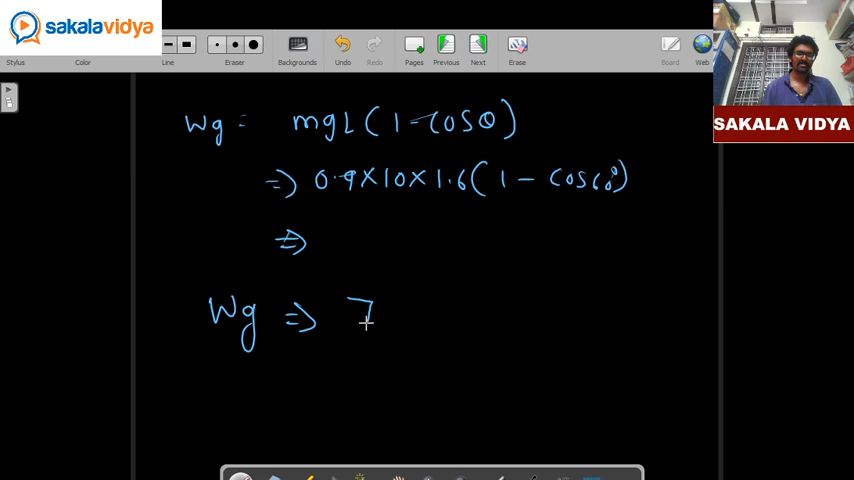 sakalavidya
Stylus
Color
Line
Eraser
Backgrounds
Undo
Redo
Pages
Previous
Next
Erase
Board
Web
SAKALA VIDYA
Wg = mgL(1-cosθ)
=> 0.9×10×1.6(1 - cos60°)
=>
Wg => 7